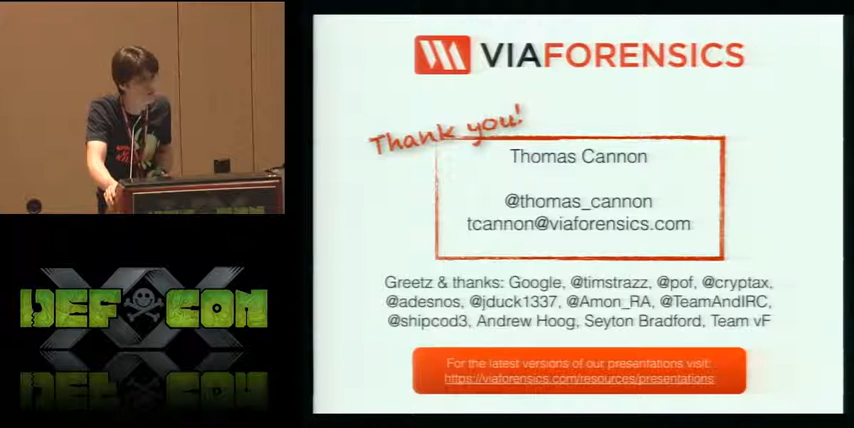 VIAFORENSICS
Thank you!
Thomas Cannon
@thomas_cannon
tcannon@viaforensics.com
Greetz & thanks: Google, @timstrazz, @pof, @cryptax,
@adesnos, @jduck1337, @Amon_RA, @TeamAndIRC,
@shipcod3, Andrew Hoog, Seyton Bradford, Team vF
For the latest versions of our presentations visit:
https://viaforensics.com/resources/presentations
XX
DEF CON